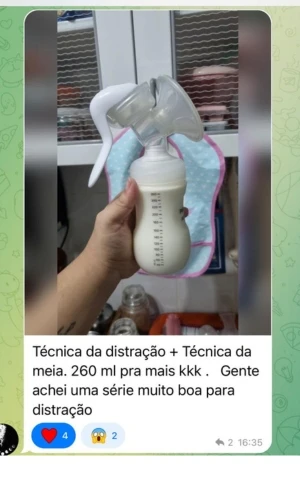 Técnica da distração + Técnica da
meia. 260 ml pra mais kkk .   Gente
achei uma série muito boa para
distração
4
2
2 16:35